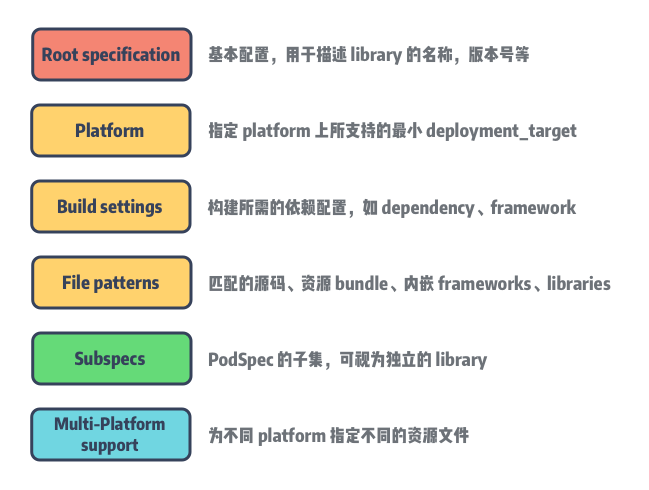 Root specification
基本配置，用于描述 library 的名称，版本号等
Platform
指定 platform 上所支持的最小 deployment_target
Build settings
构建所需的依赖配置，如 dependency、framework
File patterns
匹配的源码、资源 bundle、内嵌 frameworks、libraries
Subspecs
PodSpec 的子集，可视为独立的 library
Multi-Platform
support
为不同 platform 指定不同的资源文件